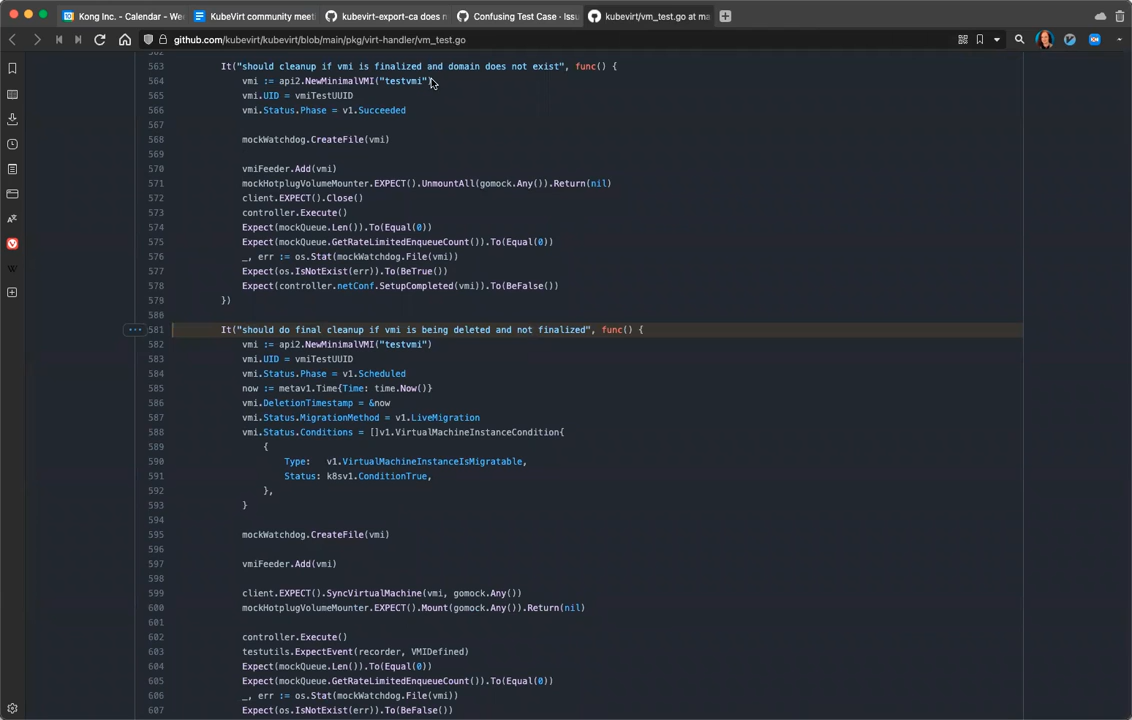 Kong Inc. - Calendar - We
KubeVirt community meeti
kubevirt-export-ca does n
Confusing Test Case · Issu
kubevirt/vm_test.go at ma
github.com/kubevirt/kubevirt/blob/main/pkg/virt-handler/vm_test.go
562
563 It("should cleanup if vmi is finalized and domain does not exist", func() {
564 vmi := api2.NewMinimalVMI("testvmi")
565 vmi.UID = vmiTestUUID
566 vmi.Status.Phase = v1.Succeeded
567
568 mockWatchdog.CreateFile(vmi)
569
570 vmiFeeder.Add(vmi)
571 mockHotplugVolumeMounter.EXPECT().UnmountAll(gomock.Any()).Return(nil)
572 client.EXPECT().Close()
573 controller.Execute()
574 Expect(mockQueue.Len()).To(Equal(0))
575 Expect(mockQueue.GetRateLimitedEnqueueCount()).To(Equal(0))
576 _, err := os.Stat(mockWatchdog.File(vmi))
577 Expect(os.IsNotExist(err)).To(BeTrue())
578 Expect(controller.netConf.SetupCompleted(vmi)).To(BeFalse())
579 })
580
581 It("should do final cleanup if vmi is being deleted and not finalized", func() {
582 vmi := api2.NewMinimalVMI("testvmi")
583 vmi.UID = vmiTestUUID
584 vmi.Status.Phase = v1.Scheduled
585 now := metav1.Time{Time: time.Now()}
586 vmi.DeletionTimestamp = &now
587 vmi.Status.MigrationMethod = v1.LiveMigration
588 vmi.Status.Conditions = []v1.VirtualMachineInstanceCondition{
589 {
590 Type: v1.VirtualMachineInstanceIsMigratable,
591 Status: k8sv1.ConditionTrue,
592 },
593 }
594
595 mockWatchdog.CreateFile(vmi)
596
597 vmiFeeder.Add(vmi)
598
599 client.EXPECT().SyncVirtualMachine(vmi, gomock.Any())
600 mockHotplugVolumeMounter.EXPECT().Mount(gomock.Any()).Return(nil)
601
602 controller.Execute()
603 testutils.ExpectEvent(recorder, VMIDefined)
604 Expect(mockQueue.Len()).To(Equal(0))
605 Expect(mockQueue.GetRateLimitedEnqueueCount()).To(Equal(0))
606 _, err := os.Stat(mockWatchdog.File(vmi))
607 Expect(os.IsNotExist(err)).To(BeFalse())